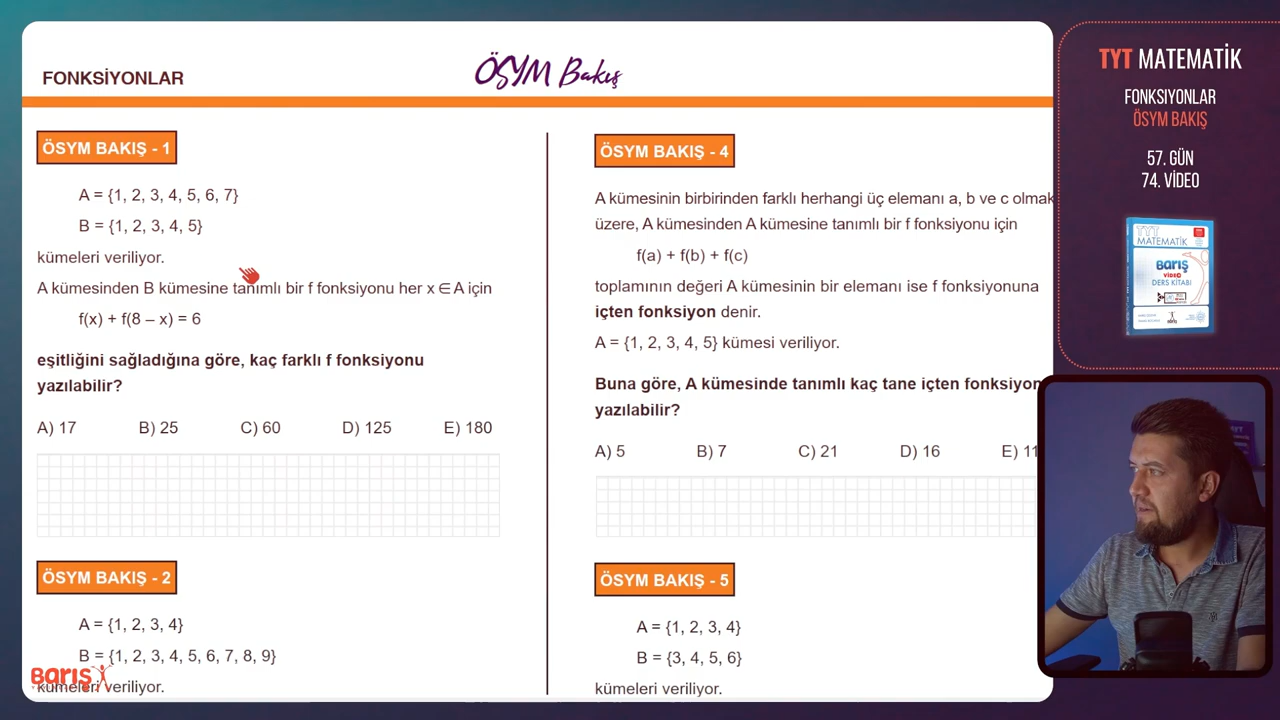 FONKSİYONLAR
ÖSYM Bakış
ÖSYM BAKIŞ - 1
A = {1, 2, 3, 4, 5, 6, 7}
B = {1, 2, 3, 4, 5}
kümeleri veriliyor.
A kümesinden B kümesine tanımlı bir f fonksiyonu her x ∈ A için
f(x) + f(8 – x) = 6
eşitliğini sağladığına göre, kaç farklı f fonksiyonu
yazılabilir?
A) 17 B) 25 C) 60 D) 125 E) 180
ÖSYM BAKIŞ - 2
A = {1, 2, 3, 4}
B = {1, 2, 3, 4, 5, 6, 7, 8, 9}
kümeleri veriliyor.
BARIŞ
ÖSYM BAKIŞ - 4
A kümesinin birbirinden farklı herhangi üç elemanı a, b ve c olmak
üzere, A kümesinden A kümesine tanımlı bir f fonksiyonu için
f(a) + f(b) + f(c)
toplamının değeri A kümesinin bir elemanı ise f fonksiyonuna
içten fonksiyon denir.
A = {1, 2, 3, 4, 5} kümesi veriliyor.
Buna göre, A kümesinde tanımlı kaç tane içten fonksiyon
yazılabilir?
A) 5 B) 7 C) 21 D) 16 E) 11
ÖSYM BAKIŞ - 5
A = {1, 2, 3, 4}
B = {3, 4, 5, 6}
kümeleri veriliyor.
TYT MATEMATİK
FONKSIYONLAR
ÖSYM BAKIŞ
57. GÜN
74. VİDEO
TYT
MATEMATİK
BARIŞ
VİDEO
DERS KİTABI